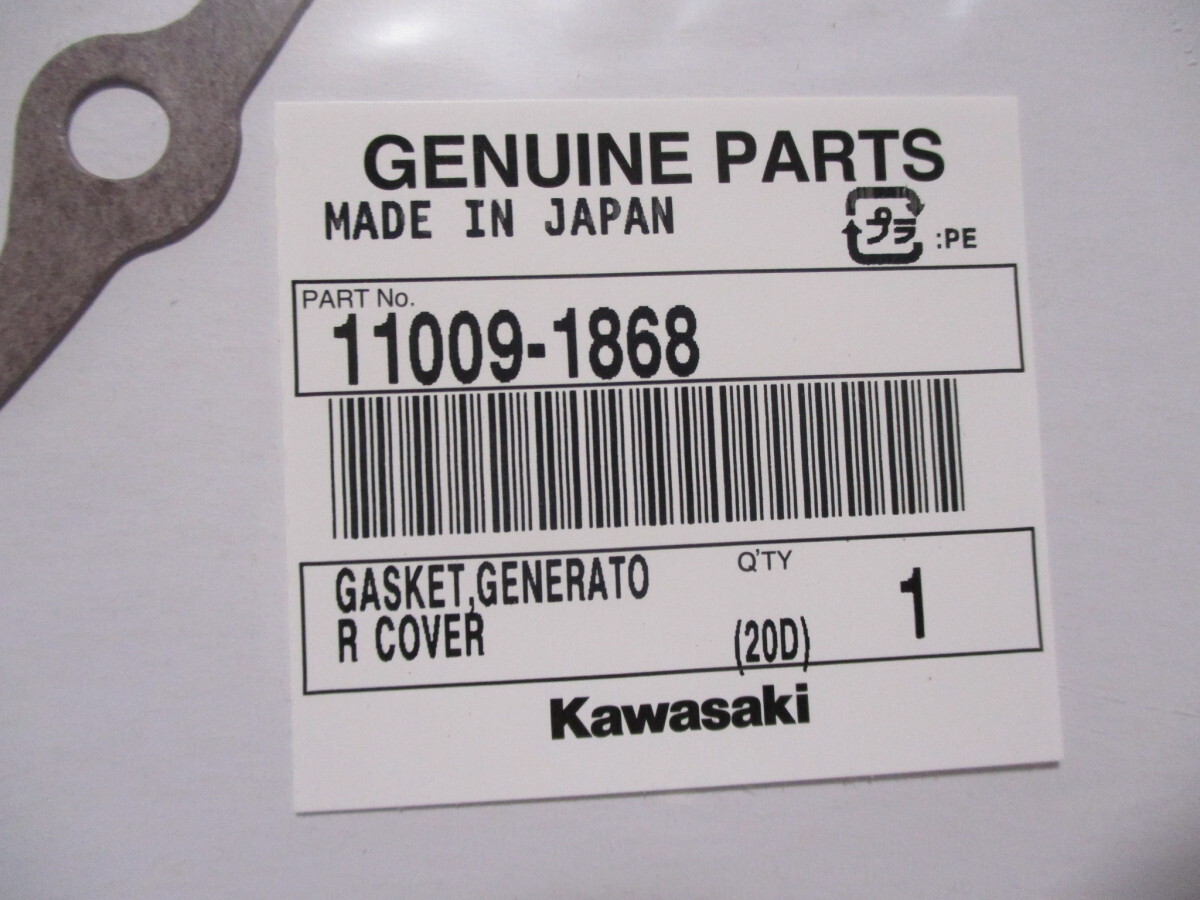 GENUINE PARTS
MADE IN JAPAN
プラ :PE
PART No.
11009-1868
GASKET,GENERATO
R COVER
Q'TY
(20D)
1
Kawasaki